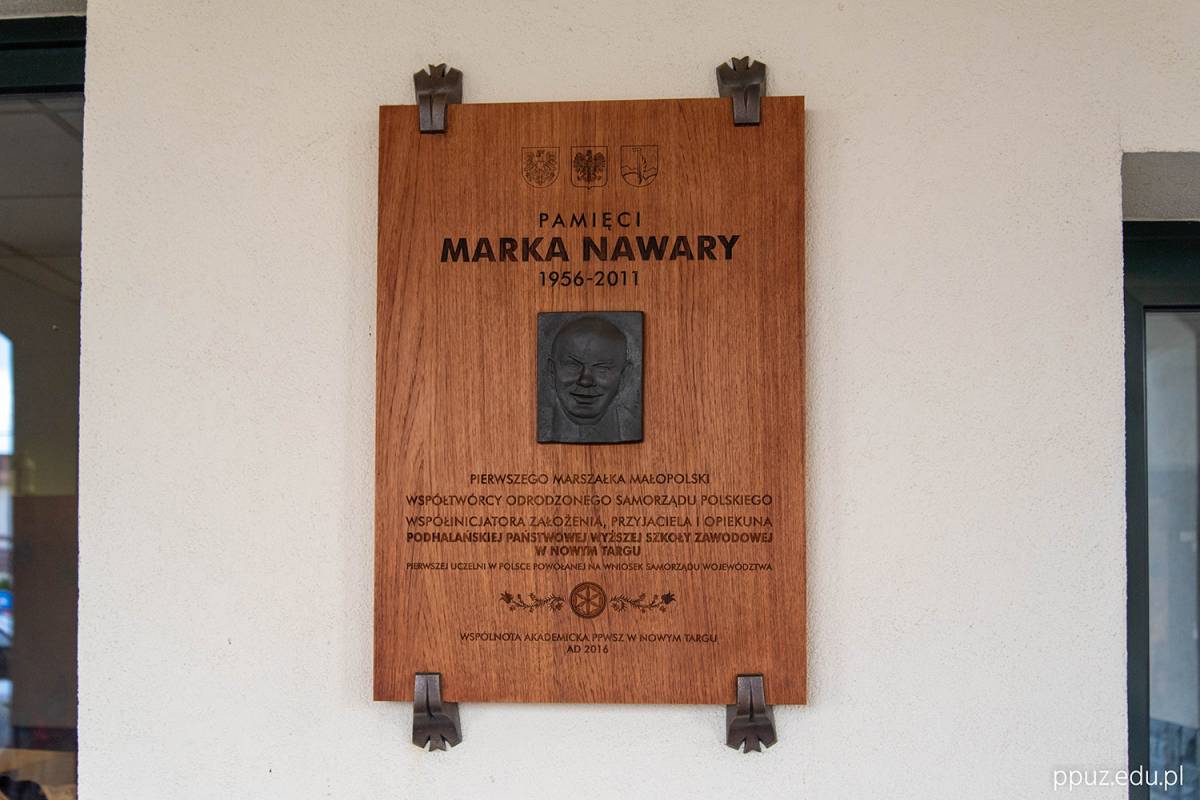 PAMIĘCI
MARKA NAWARY
1956-2011
PIERWSZEGO MARSZAŁKA MAŁOPOLSKI
WSPÓŁTWÓRCY ODRODZONEGO SAMORZĄDU POLSKIEGO
WSPÓŁINICJATORA ZAŁOŻENIA, PRZYJACIELA I OPIEKUNA
PODHALAŃSKIEJ PAŃSTWOWEJ WYŻSZEJ SZKOŁY ZAWODOWEJ
W NOWYM TARGU
PIERWSZEJ UCZELNI W POLSCE POWOŁANEJ NA WNIOSEK SAMORZĄDU WOJEWÓDZTWA
WSPÓLNOTA AKADEMICKA PPWSZ W NOWYM TARGU
AD 2016
ppuz.edu.pl